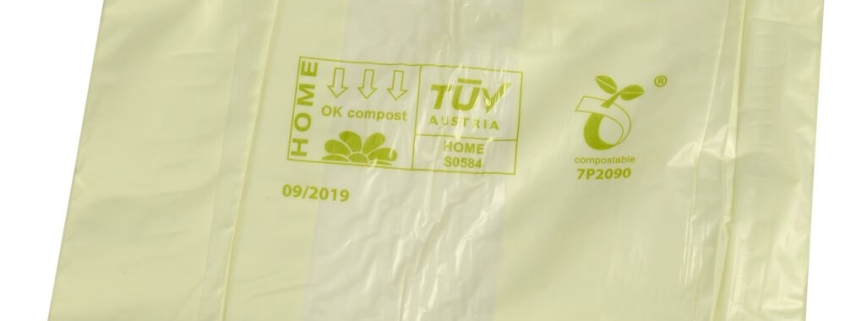 HOME
OK compost
TÜV
AUSTRIA
HOME
S0584
®
compostable
7P2090
09/2019